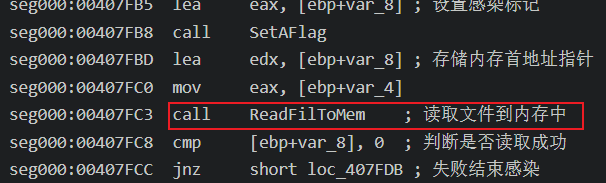 seg000:00407FB5 lea eax, [ebp+var_8] ; 设置感染标记
seg000:00407FB8 call SetAFlag
seg000:00407FBD lea edx, [ebp+var_8] ; 存储内存首地址指针
seg000:00407FC0 mov eax, [ebp+var_4]
seg000:00407FC3 call ReadFilToMem ; 读取文件到内存中
seg000:00407FC8 cmp [ebp+var_8], 0 ; 判断是否读取成功
seg000:00407FCC jnz short loc_407FDB ; 失败结束感染